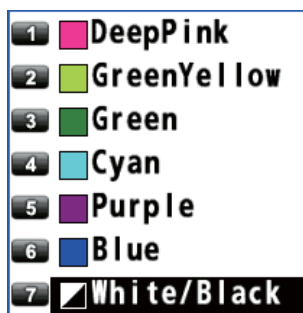 1 DeepPink
2 GreenYellow
3 Green
4 Cyan
5 Purple
6 Blue
7 White/Black